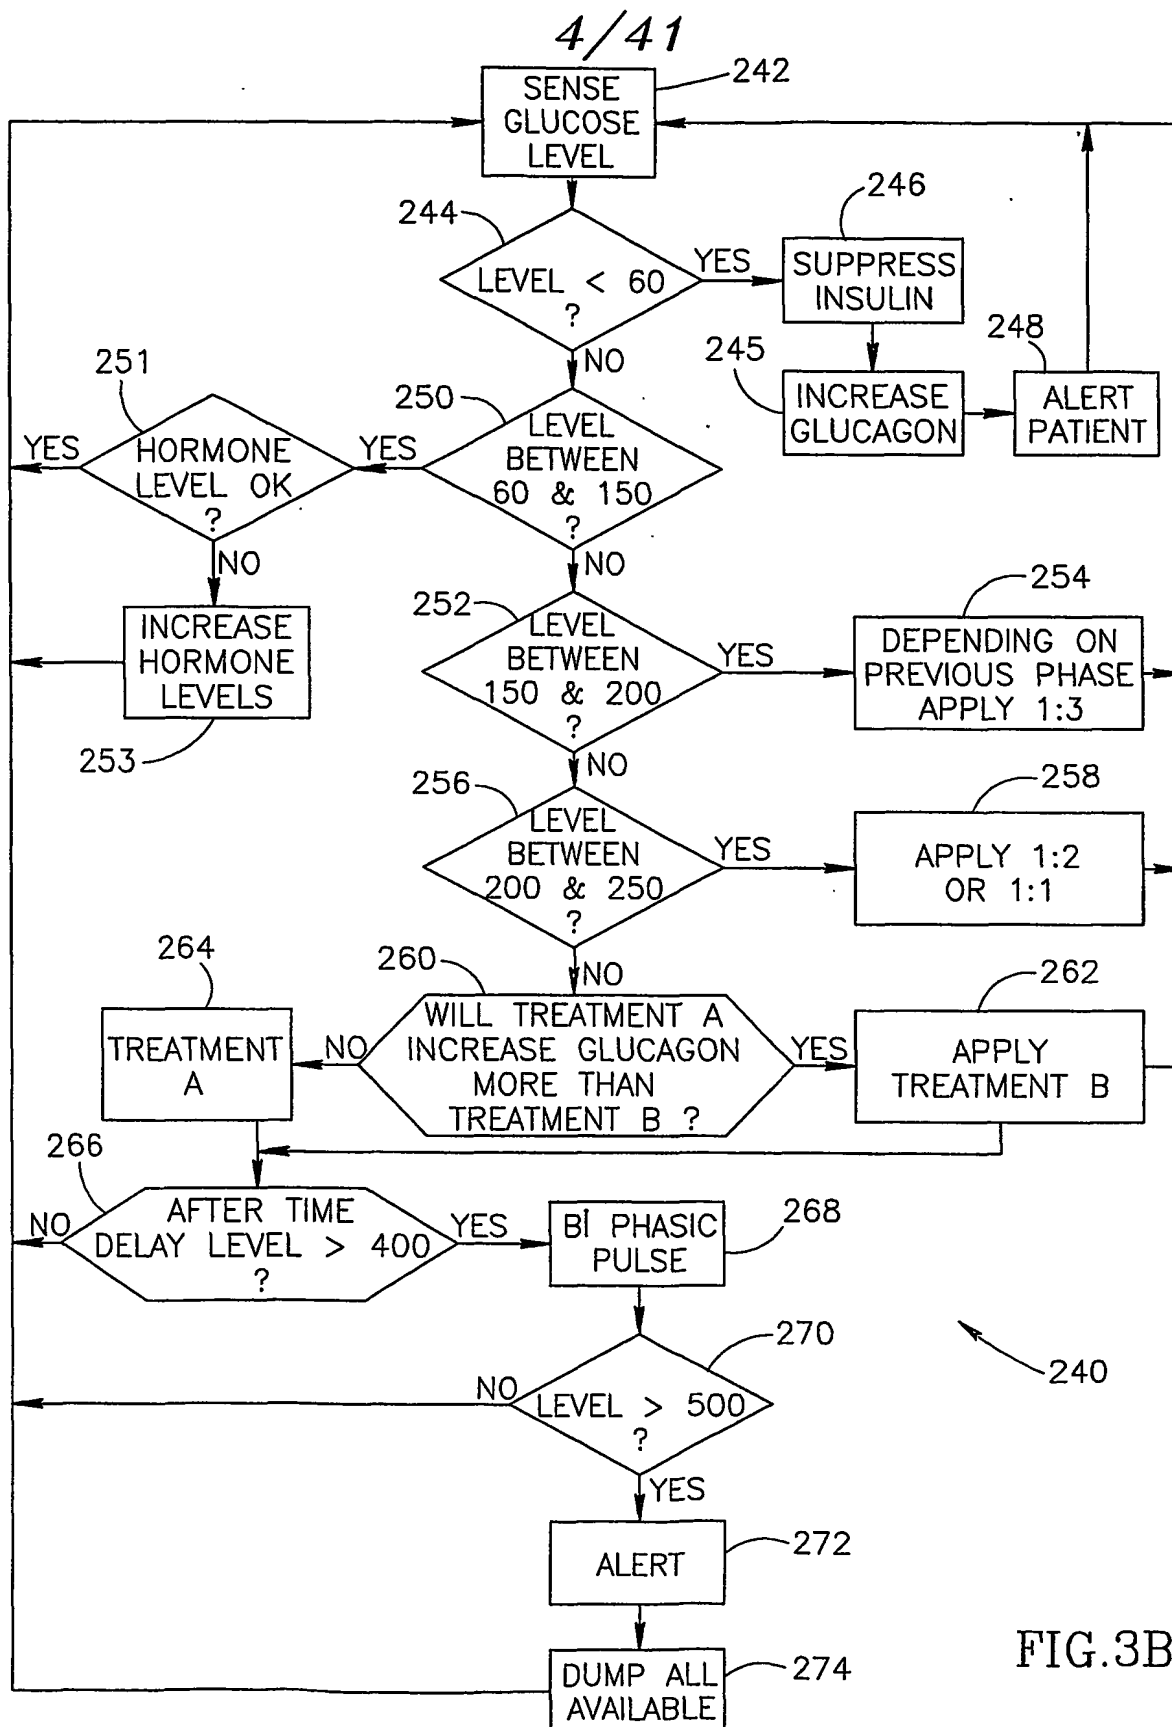 4/41
242
SENSE
GLUCOSE
LEVEL
244
LEVEL < 60
?
YES
NO
246
SUPPRESS
INSULIN
245
INCREASE
GLUCAGON
248
ALERT
PATIENT
251
HORMONE
LEVEL OK
?
YES
NO
250
LEVEL
BETWEEN
60 & 150
?
YES
NO
INCREASE
HORMONE
LEVELS
253
252
LEVEL
BETWEEN
150 & 200
?
YES
NO
254
DEPENDING ON
PREVIOUS PHASE
APPLY 1:3
256
LEVEL
BETWEEN
200 & 250
?
YES
NO
258
APPLY 1:2
OR 1:1
264
TREATMENT
A
260
WILL TREATMENT A
INCREASE GLUCAGON
MORE THAN
TREATMENT B ?
NO
YES
262
APPLY
TREATMENT B
266
AFTER TIME
DELAY LEVEL > 400
?
NO
YES
BI PHASIC
PULSE
268
270
LEVEL > 500
?
NO
YES
240
ALERT
272
DUMP ALL
AVAILABLE
274
FIG.3B